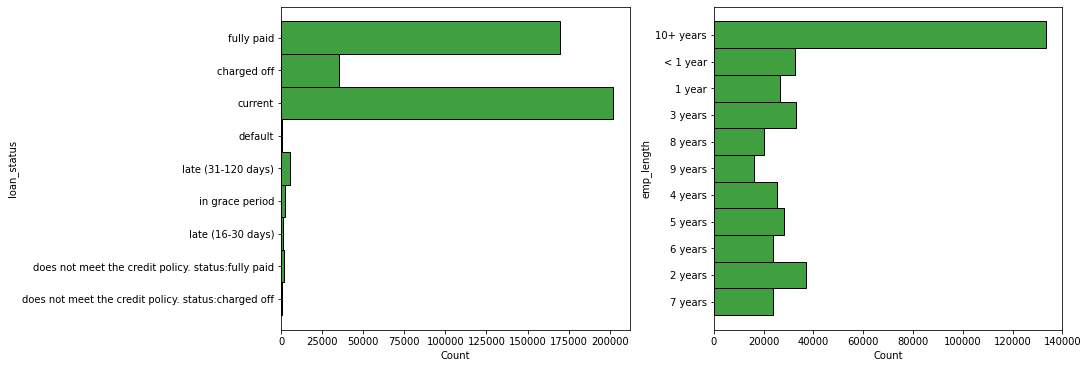 loan_status
fully paid
charged off
current
default
late (31-120 days)
in grace period
late (16-30 days)
does not meet the credit policy. status:fully paid
does not meet the credit policy. status:charged off
0 25000 50000 75000 100000 125000 150000 175000 200000
Count
emp_length
10+ years
< 1 year
1 year
3 years
8 years
9 years
4 years
5 years
6 years
2 years
7 years
0 20000 40000 60000 80000 100000 120000 140000
Count